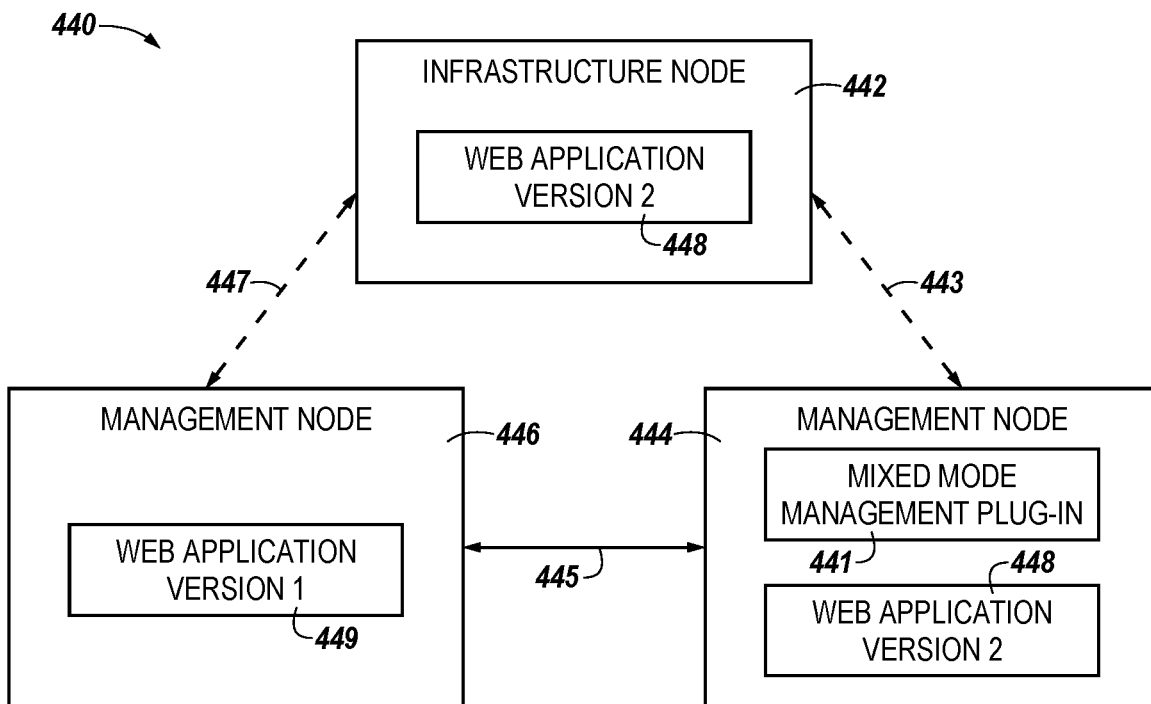 440
INFRASTRUCTURE NODE
442
WEB APPLICATION
VERSION 2
448
447
443
MANAGEMENT NODE
446
WEB APPLICATION
VERSION 1
449
445
444
MANAGEMENT NODE
MIXED MODE
MANAGEMENT PLUG-IN
441
448
WEB APPLICATION
VERSION 2